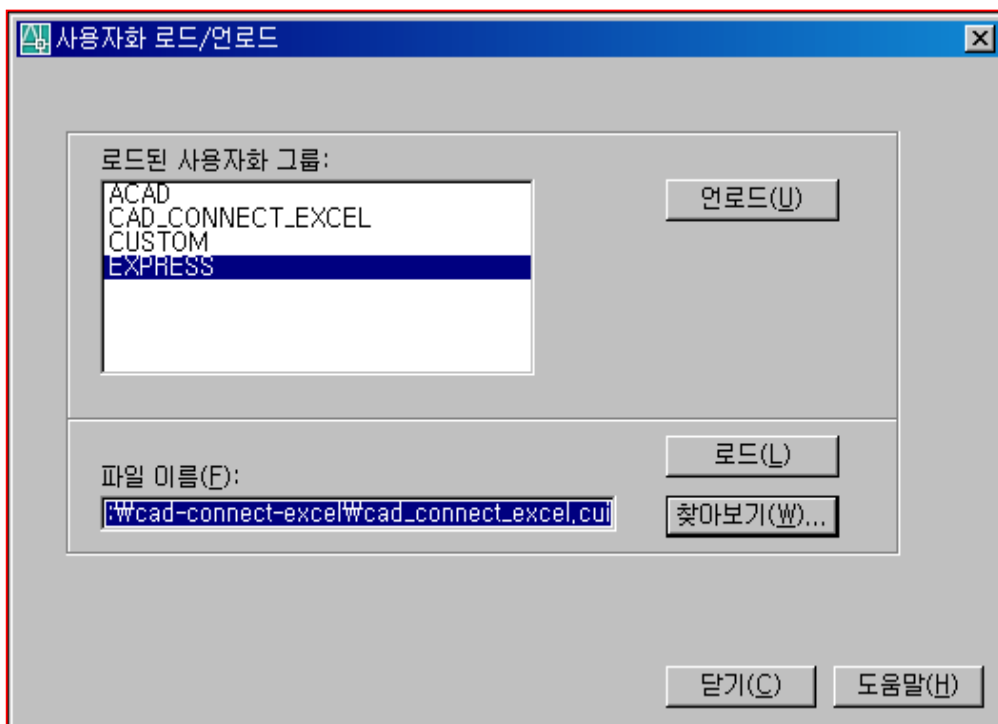 사용자화 로드/언로드
로드된 사용자화 그룹:
ACAD
CAD_CONNECT_EXCEL
CUSTOM
EXPRESS
언로드(U)
로드(L)
파일 이름(F):
:₩cad-connect-excel₩cad_connect_excel.cui
찾아보기(W)...
닫기(C)
도움말(H)